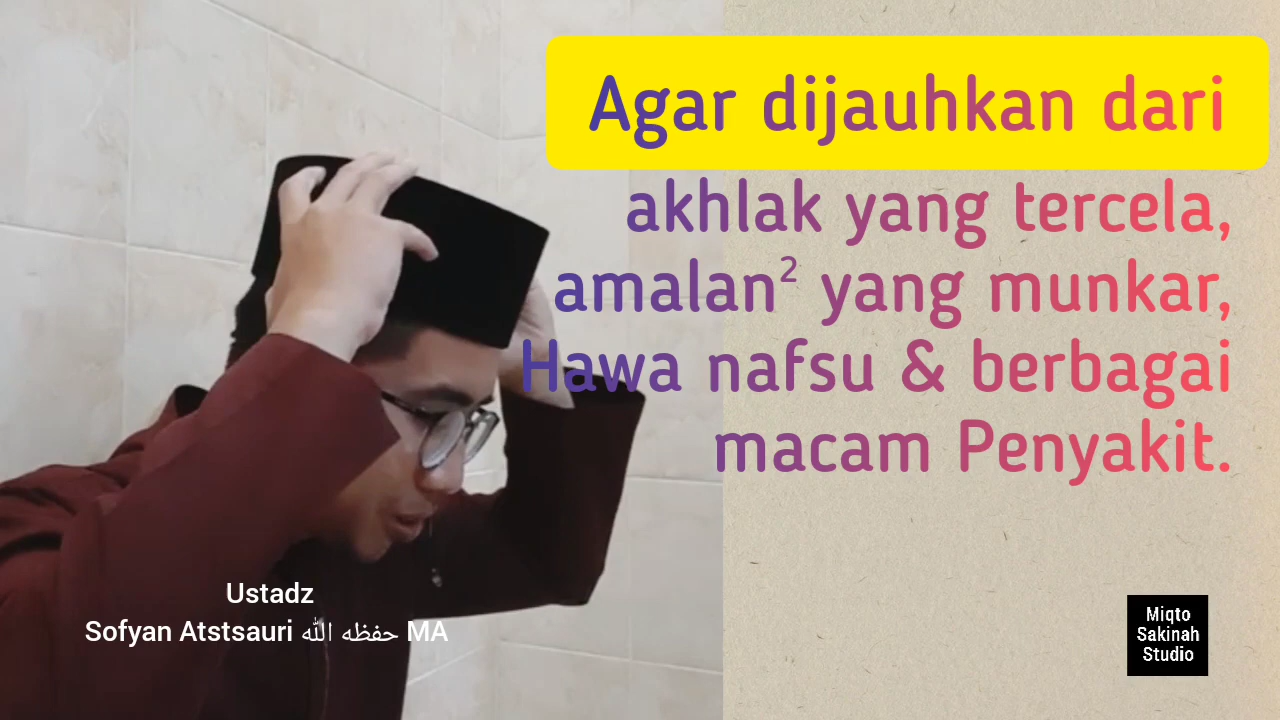 Agar dijauhkan dari
akhlak yang tercela,
amalan² yang munkar,
Hawa nafsu & berbagai
macam Penyakit.
Ustadz
Sofyan Atstsauri حفظه الله MA
Miqto
Sakinah
Studio